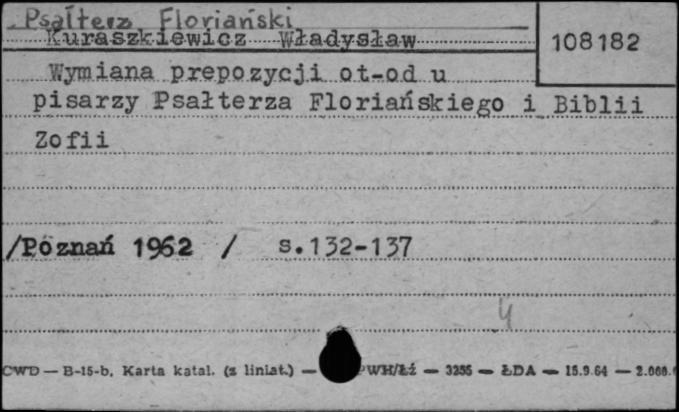 Psałterz Floriański
Kuraszkiewicz Władysław
108182
Wymiana prepozycji ot-od u
pisarzy Psałterza Floriańskiego i Biblii
Zofii
/Poznań 1962 / s.132-137
4
CWD — B-15-b, Karta katal. (z liniat.) — PWH/Łź — 3255 — ŁDA — 15.9.64 — 2.000.